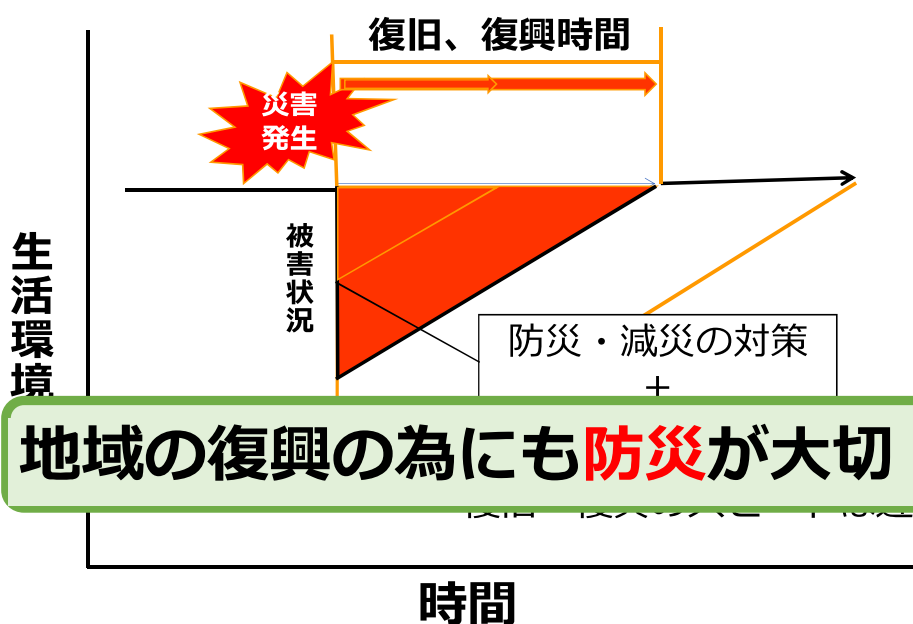 復旧、復興時間
災害
発生
被害状況
生活環境
防災・減災の対策
+
地域の復興の為にも防災が大切
時間